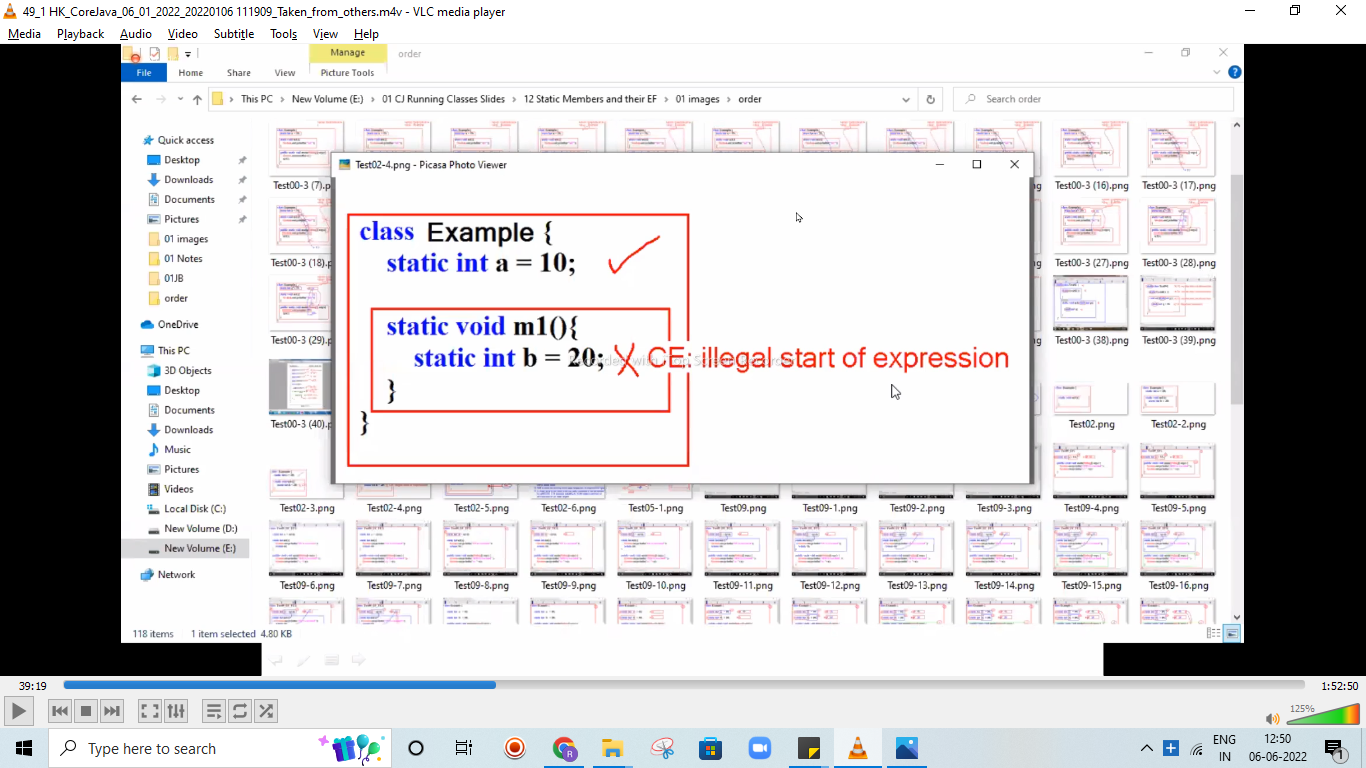 49_1 HK_CoreJava_06_01_2022_20220106 111909_Taken_from_others.m4v - VLC media player
Media Playback Audio Video Subtitle Tools View Help
Manage order
File Home Share View Picture Tools
This PC > New Volume (E:) > 01 CJ Running Classes Slides > 12 Static Members and their EF > 01 images > order
Search order
Quick access
Desktop
Downloads
Documents
Pictures
01 images
01 Notes
01JB
order
OneDrive
This PC
3D Objects
Desktop
Documents
Downloads
Music
Pictures
Videos
Local Disk (C:)
New Volume (D:)
New Volume (E:)
Network
Test00-3 (7).p
Test00-3 (16).png
Test00-3 (17).png
Test00-3 (18).
(27).png
Test00-3 (28).png
Test00-3 (29).
(38).png
Test00-3 (39).png
Test00-3 (40).
Test02.png
Test02-2.png
Test02-4.png - Picasa Photo Viewer
class Example {
static int a = 10;
static void m1(){
static int b = 20; CE: illegal start of expression
}
}
Test02-3.png Test02-4.png Test02-5.png Test02-6.png Test05-1.png Test09.png Test09-1.png Test09-2.png Test09-3.png Test09-4.png Test09-5.png
Test09-6.png Test09-7.png Test09-8.png Test09-9.png Test09-10.png Test09-11.png Test09-12.png Test09-13.png Test09-14.png Test09-15.png Test09-16.png
118 items 1 item selected 4.80 KB
39:19 1:52:50
125%
Type here to search
ENG
IN
12:50
06-06-2022
1